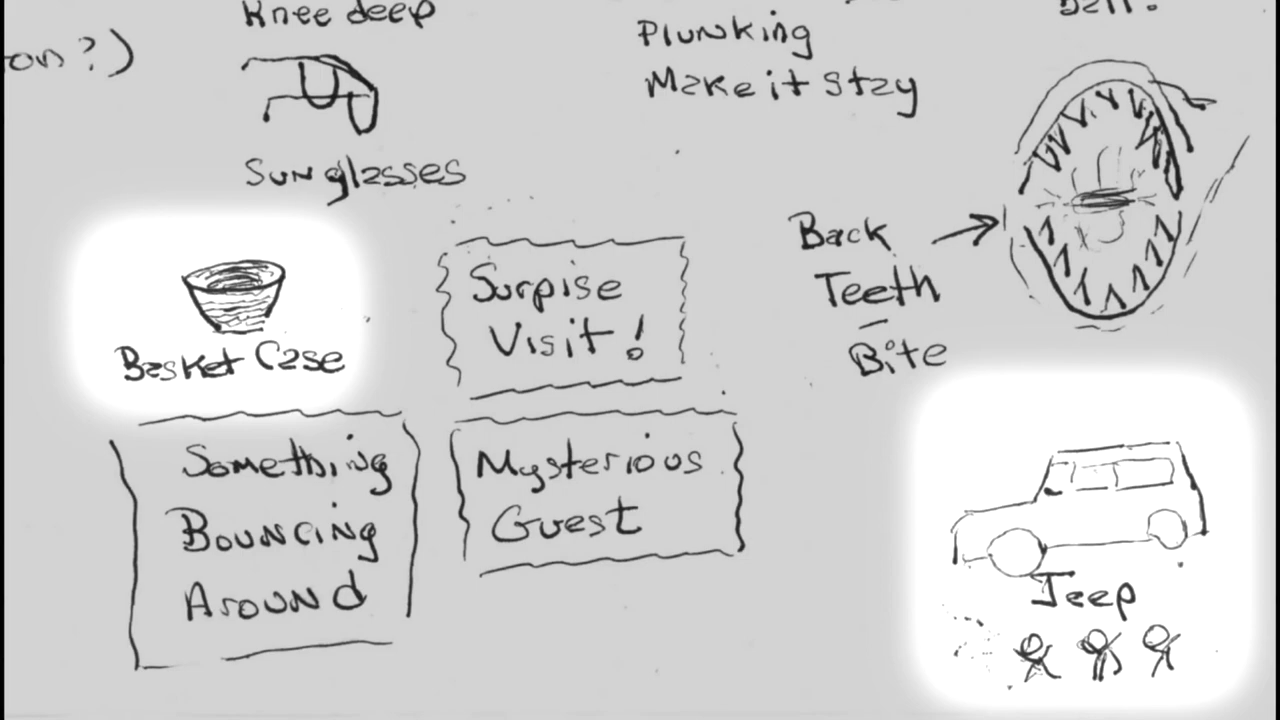 Knee deep
on?)
Plunking
Make it stay
Sunglasses
Back
Teeth
Bite
Basket Case
Surpise
Visit!
Something
Bouncing
Around
Mysterious
Guest
Jeep